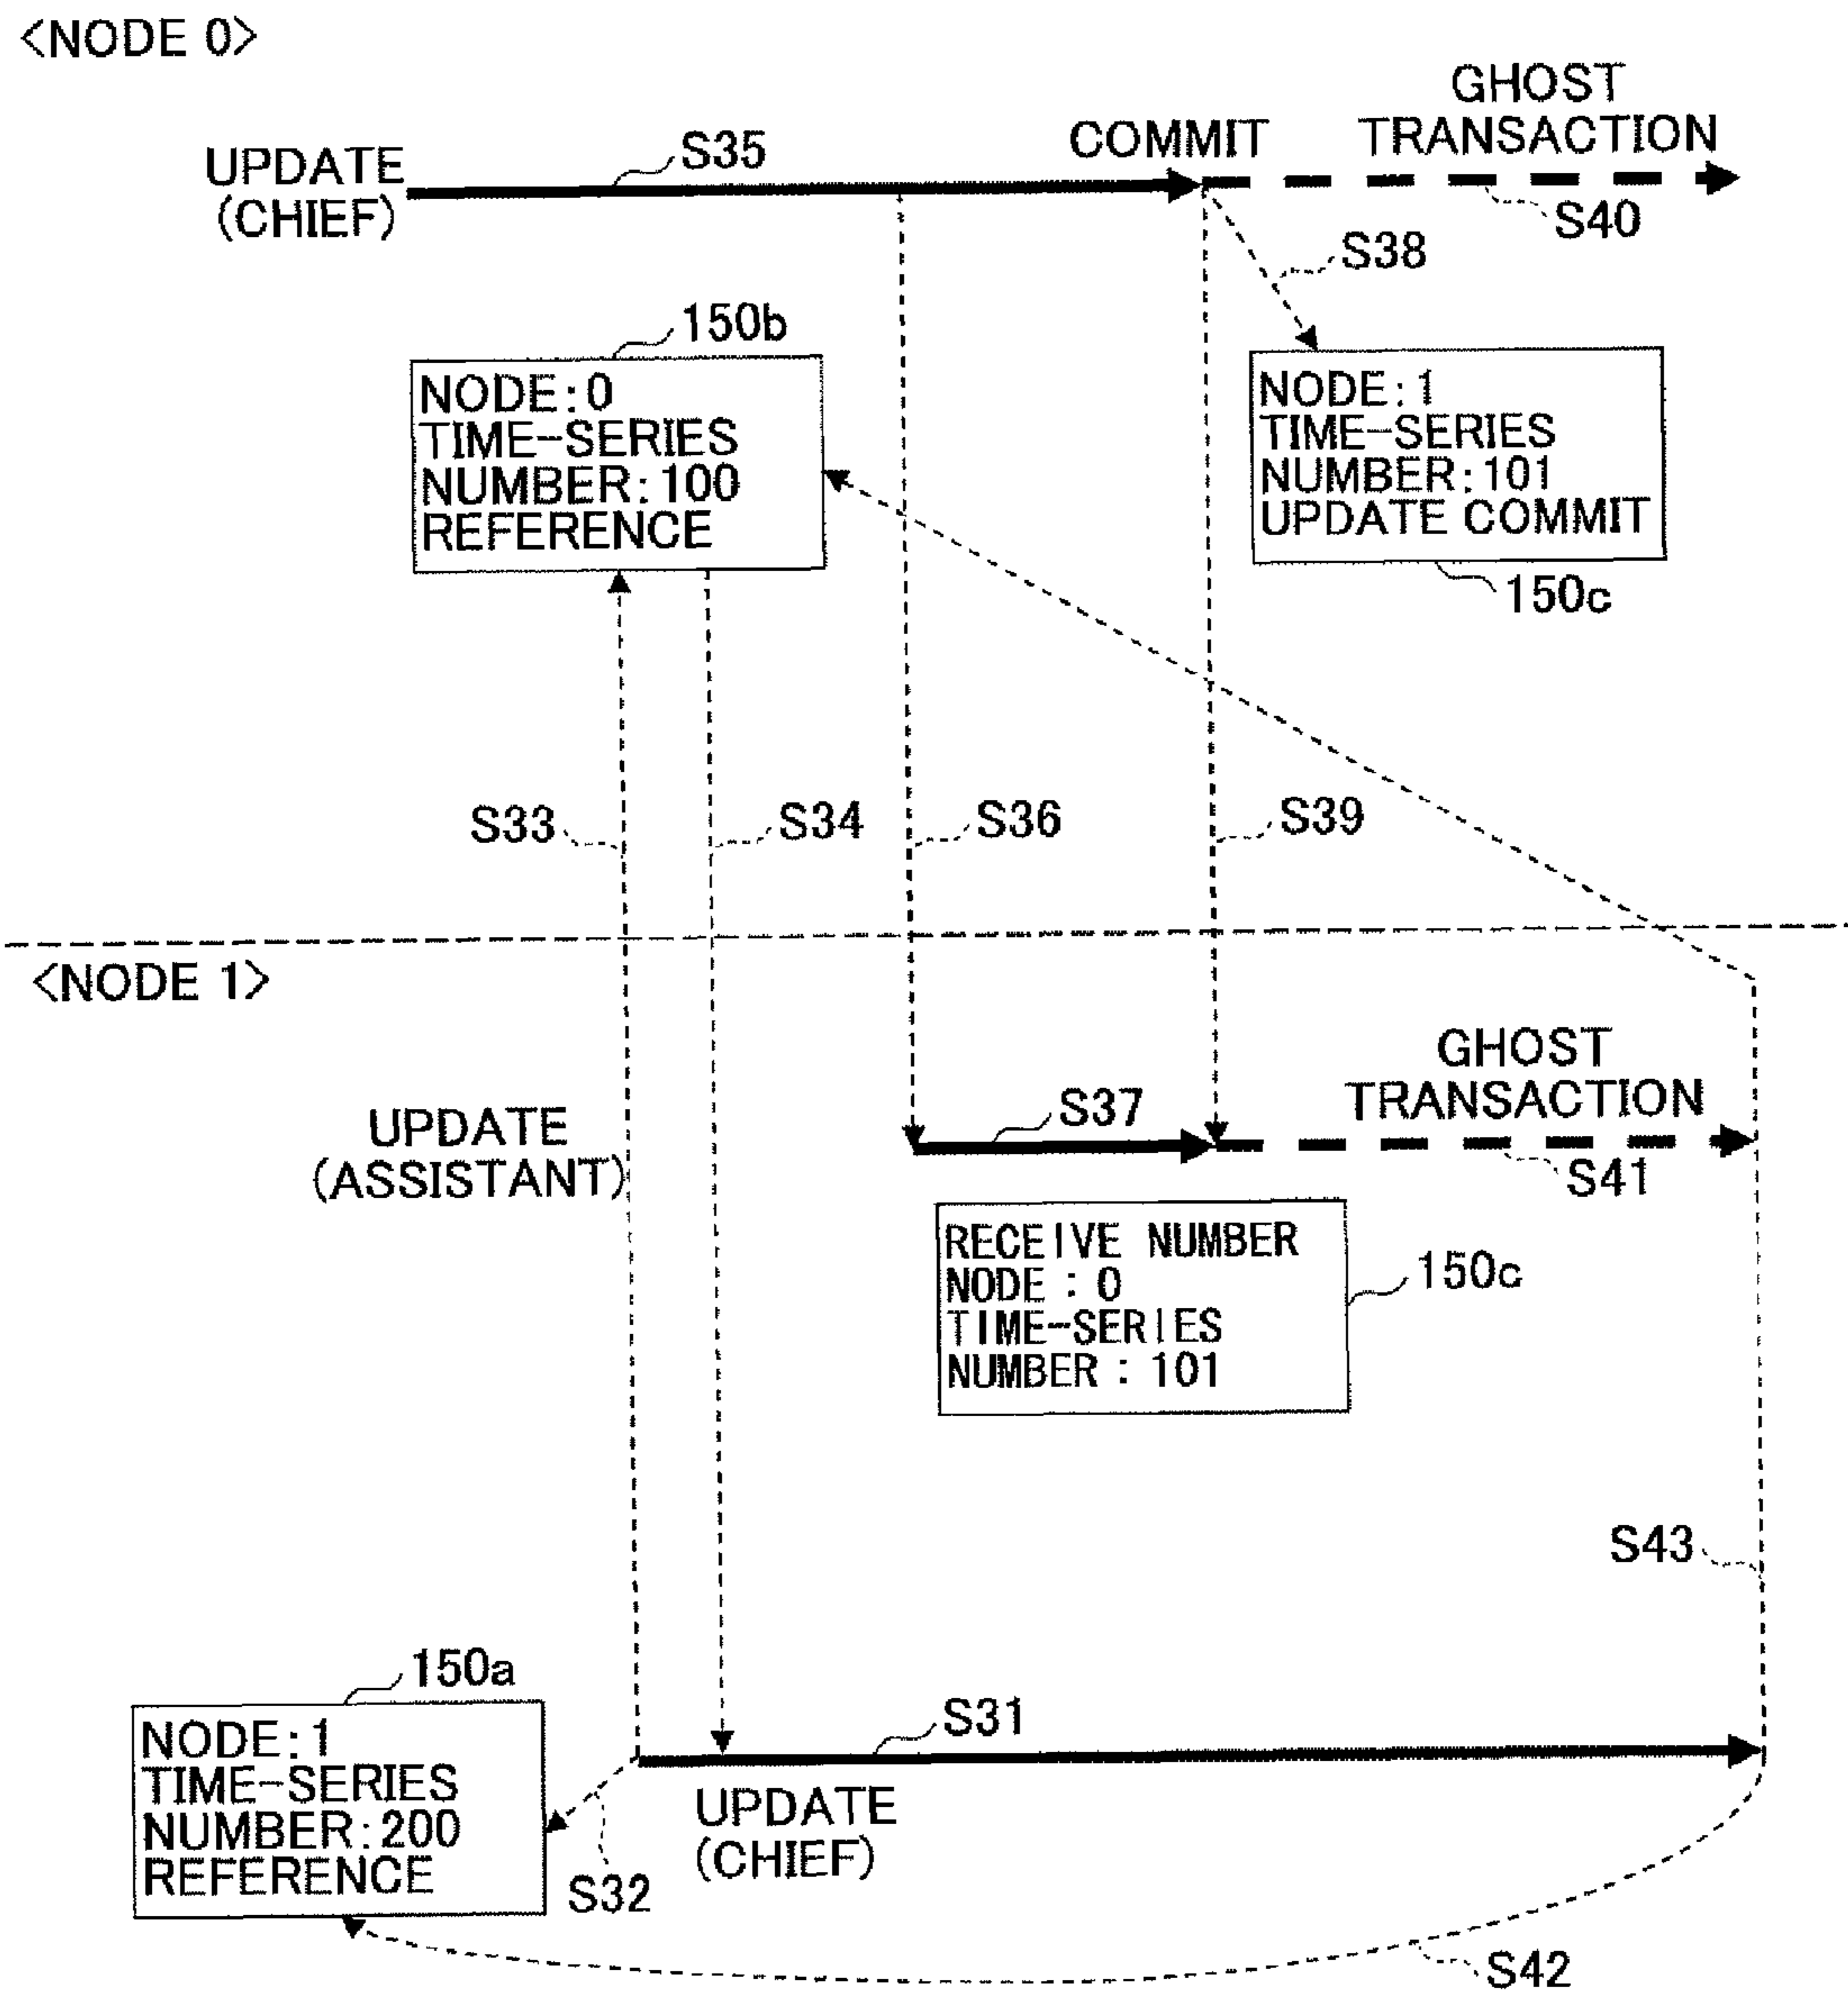 <NODE 0>
GHOST
TRANSACTION
COMMIT
UPDATE
(CHIEF)
S35
S40
S38
150b
NODE:0
TIME-SERIES
NUMBER:100
REFERENCE
NODE:1
TIME-SERIES
NUMBER:101
UPDATE COMMIT
150c
S33
S34
S36
S39
<NODE 1>
GHOST
TRANSACTION
UPDATE
(ASSISTANT)
S37
S41
RECEIVE NUMBER
NODE : 0
TIME-SERIES
NUMBER : 101
150c
S43
150a
NODE:1
TIME-SERIES
NUMBER:200
REFERENCE
S31
UPDATE
(CHIEF)
S32
S42